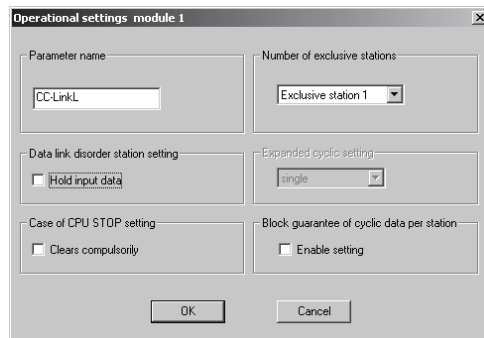 Operational settings module 1
Parameter name
CC-LinkL
Number of exclusive stations
Exclusive station 1
Data link disorder station setting
Hold input data
Expanded cyclic setting
single
Case of CPU STOP setting
Clears compulsorily
Block guarantee of cyclic data per station
Enable setting
OK
Cancel